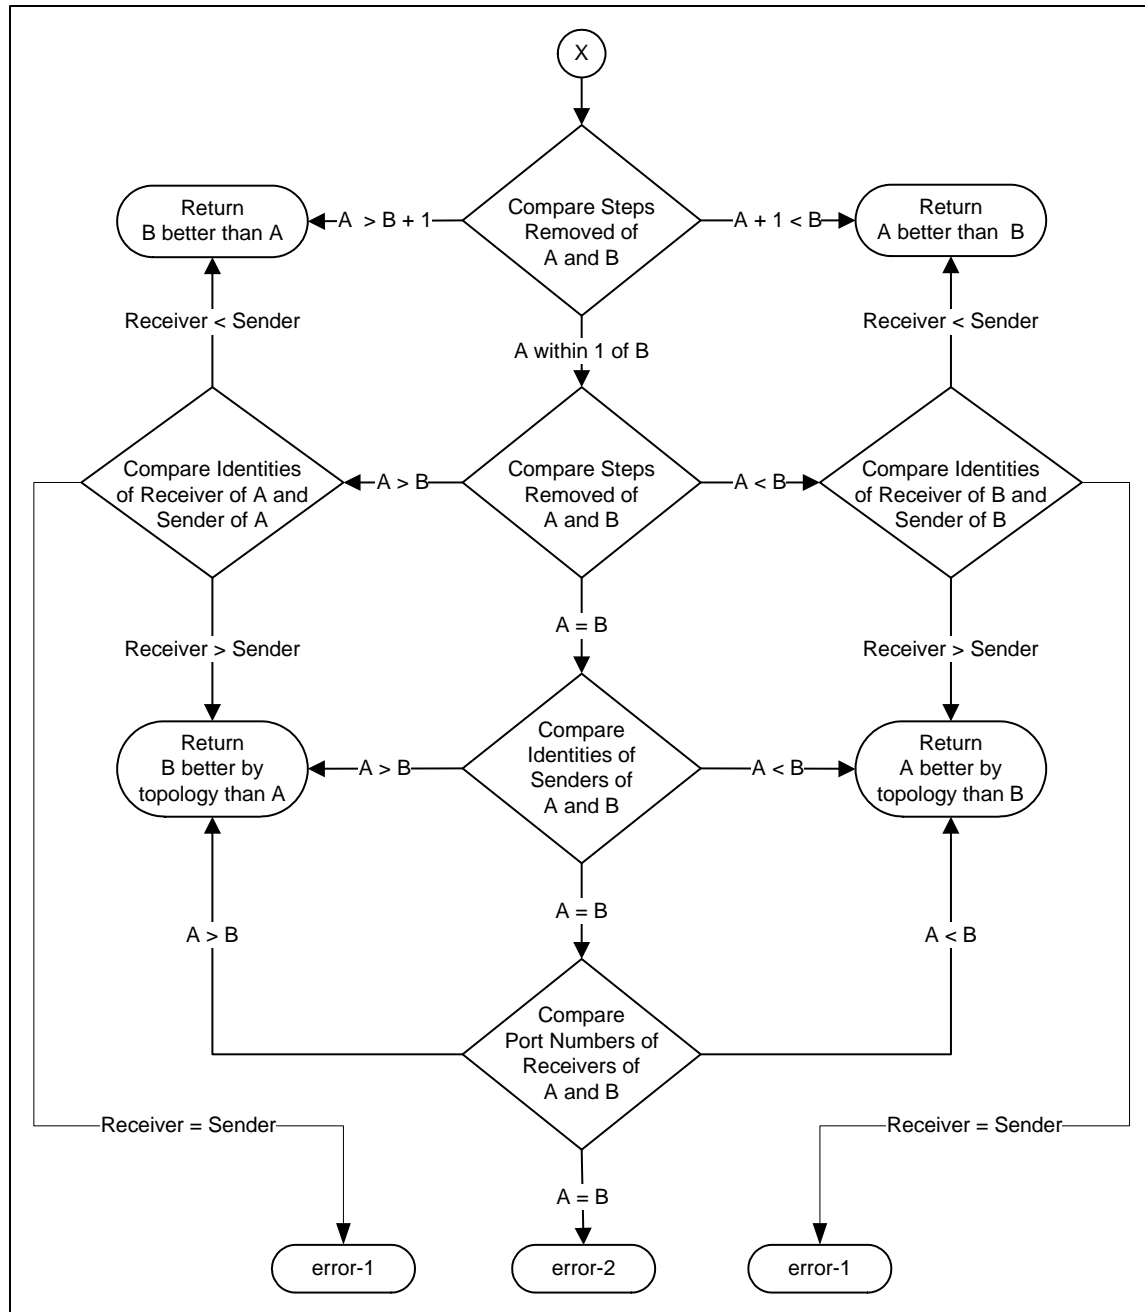 X
Return
B better than A
A > B + 1
Compare Steps
Removed of
A and B
A + 1 < B
Return
A better than B
Receiver < Sender
Receiver < Sender
A within 1 of B
Compare Identities
of Receiver of A and
Sender of A
A > B
Compare Steps
Removed of
A and B
A < B
Compare Identities
of Receiver of B and
Sender of B
A = B
Receiver > Sender
Receiver > Sender
Return
B better by
topology than A
A > B
Compare
Identities of
Senders of
A and B
A < B
Return
A better by
topology than B
A = B
A > B
A < B
Compare
Port Numbers of
Receivers of
A and B
Receiver = Sender
Receiver = Sender
A = B
error-1
error-2
error-1